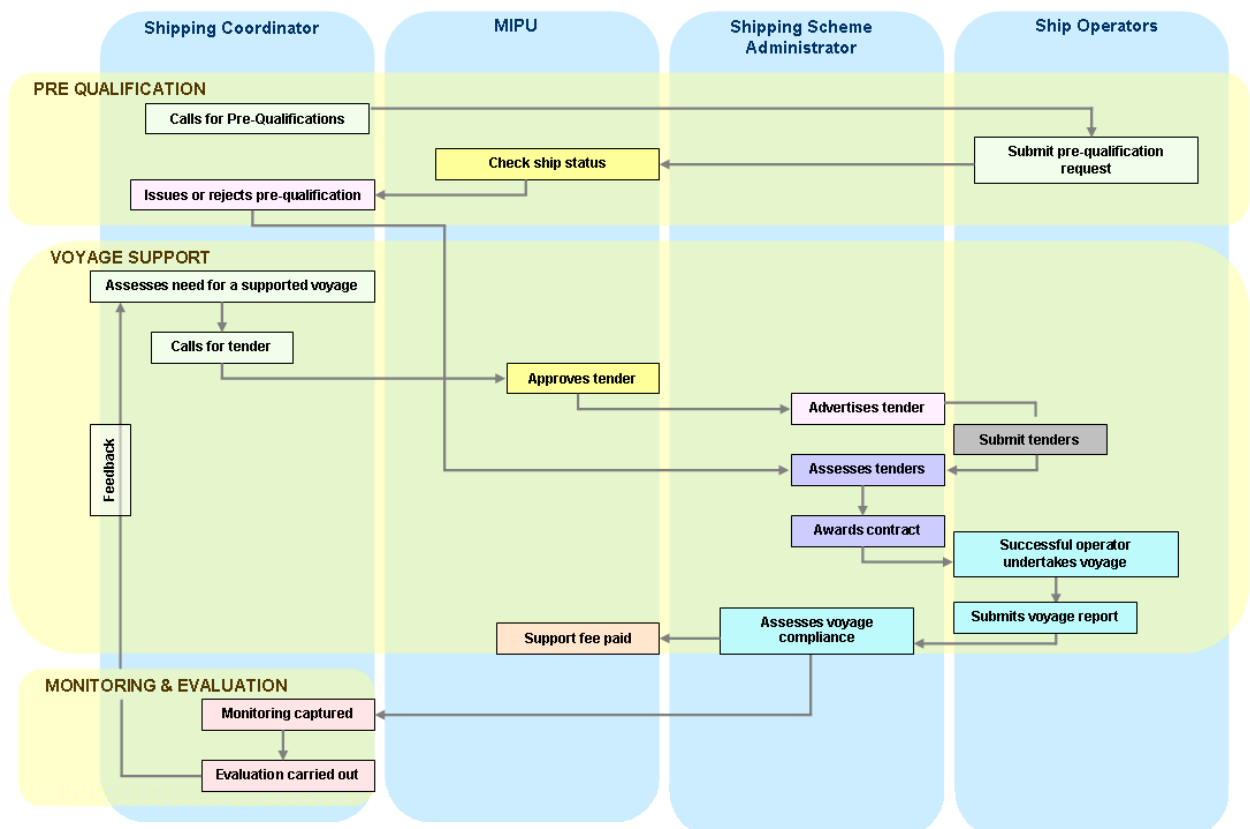 Shipping Coordinator
MIPU
Shipping Scheme
Administrator
Ship Operators
PRE QUALIFICATION
Calls for Pre-Qualifications
Submit pre-qualification
request
Check ship status
Issues or rejects pre-qualification
VOYAGE SUPPORT
Assesses need for a supported voyage
Calls for tender
Approves tender
Advertises tender
Submit tenders
Feedback
Assesses tenders
Awards contract
Successful operator
undertakes voyage
Submits voyage report
Assesses voyage
compliance
Support fee paid
MONITORING & EVALUATION
Monitoring captured
Evaluation carried out